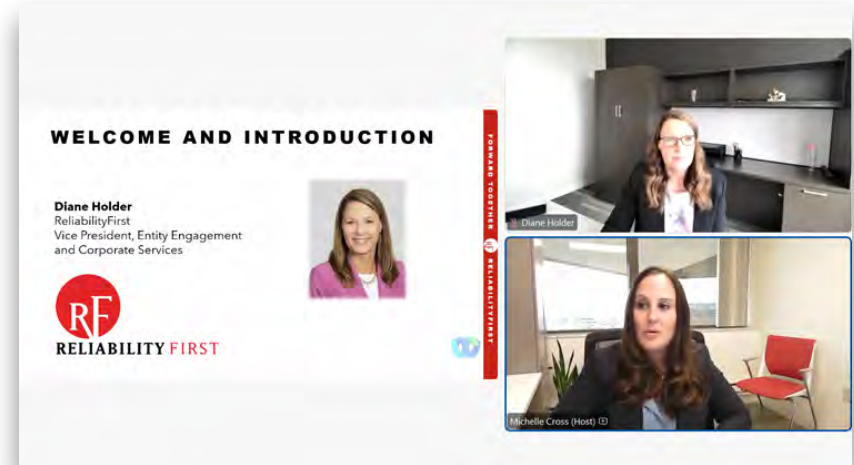 WELCOME AND INTRODUCTION
Diane Holder
ReliabilityFirst
Vice President, Entity Engagement
and Corporate Services
RF
RELIABILITY FIRST
FORWARD TOGETHER RF RELIABILITYFIRST
Diane Holder
Michelle Cross (Host)